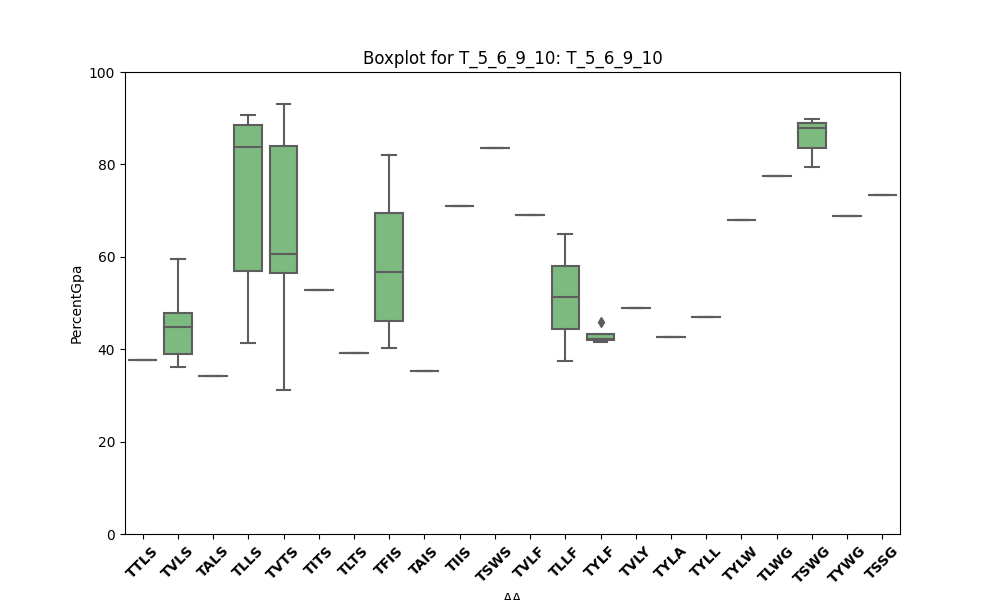 Boxplot for T_5_6_9_10: T_5_6_9_10
100
80
60
40
20
0
PercentGpa
TTLS TVLS TALS TLLS TVTS TITS TLTS TFIS TAIS TIIS TSWS TVLF TLLF TYLF TVLY TYLA TYLL TYLW TLWG TSWG TYWG TSSG
AA